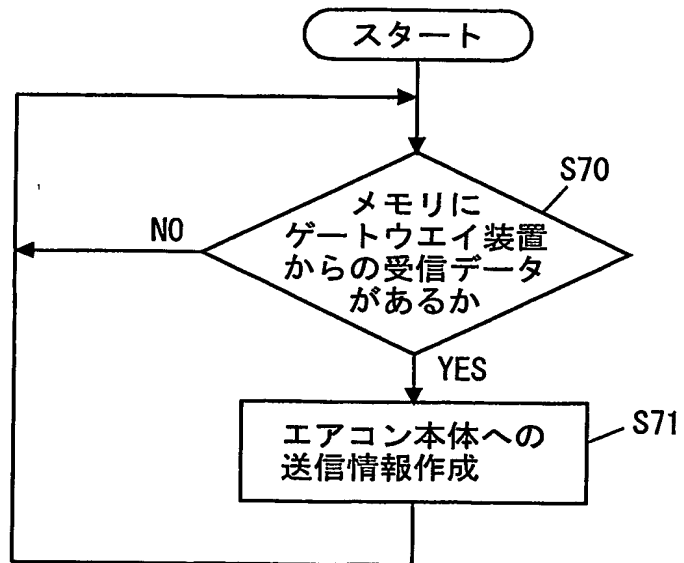 スタート
S70
メモリに
ゲートウエイ装置
からの受信データ
があるか
NO
YES
S71
エアコン本体への
送信情報作成